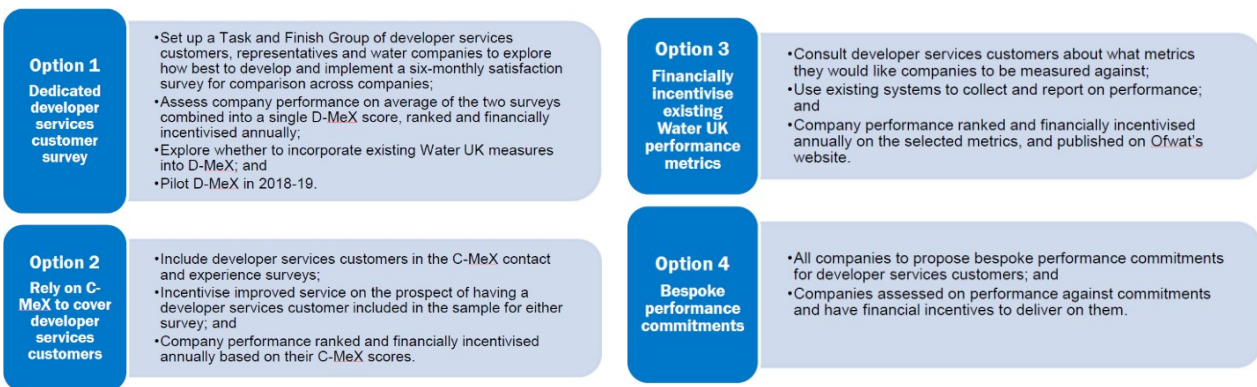 Option 1
Dedicated
developer
services
customer
survey
•Set up a Task and Finish Group of developer services
customers, representatives and water companies to explore
how best to develop and implement a six-monthly satisfaction
survey for comparison across companies;
•Assess company performance on average of the two surveys
combined into a single D-MeX score, ranked and financially
incentivised annually;
•Explore whether to incorporate existing Water UK measures
into D-MeX; and
•Pilot D-MeX in 2018-19.
Option 2
Rely on C-
MeX to cover
developer
services
customers
•Include developer services customers in the C-MeX contact
and experience surveys;
•Incentivise improved service on the prospect of having a
developer services customer included in the sample for either
survey; and
•Company performance ranked and financially incentivised
annually based on their C-MeX scores.
Option 3
Financially
incentivise
existing
Water UK
performance
metrics
•Consult developer services customers about what metrics
they would like companies to be measured against;
•Use existing systems to collect and report on performance;
and
•Company performance ranked and financially incentivised
annually on the selected metrics, and published on Ofwat's
website.
Option 4
Bespoke
performance
commitments
•All companies to propose bespoke performance commitments
for developer services customers; and
•Companies assessed on performance against commitments
and have financial incentives to deliver on them.